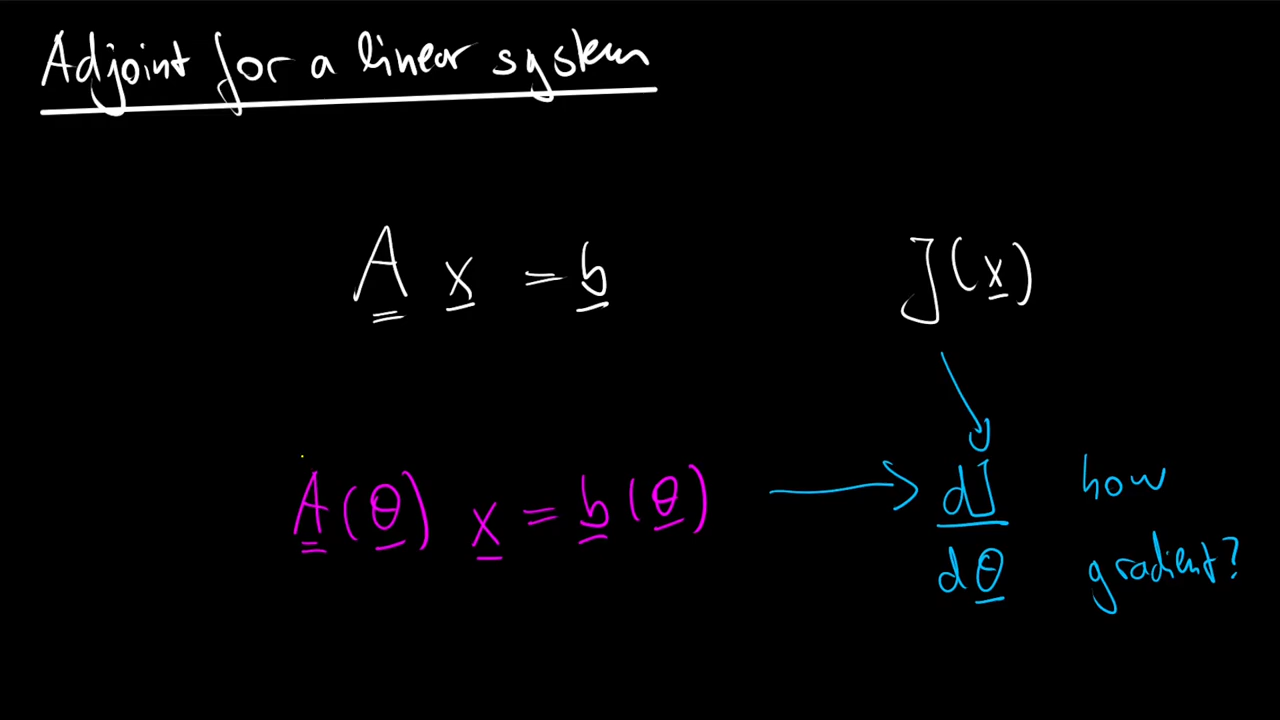 Adjoint for a linear system
A x = b J(x)
A(θ) x = b(θ) dJ/dθ how
gradient?